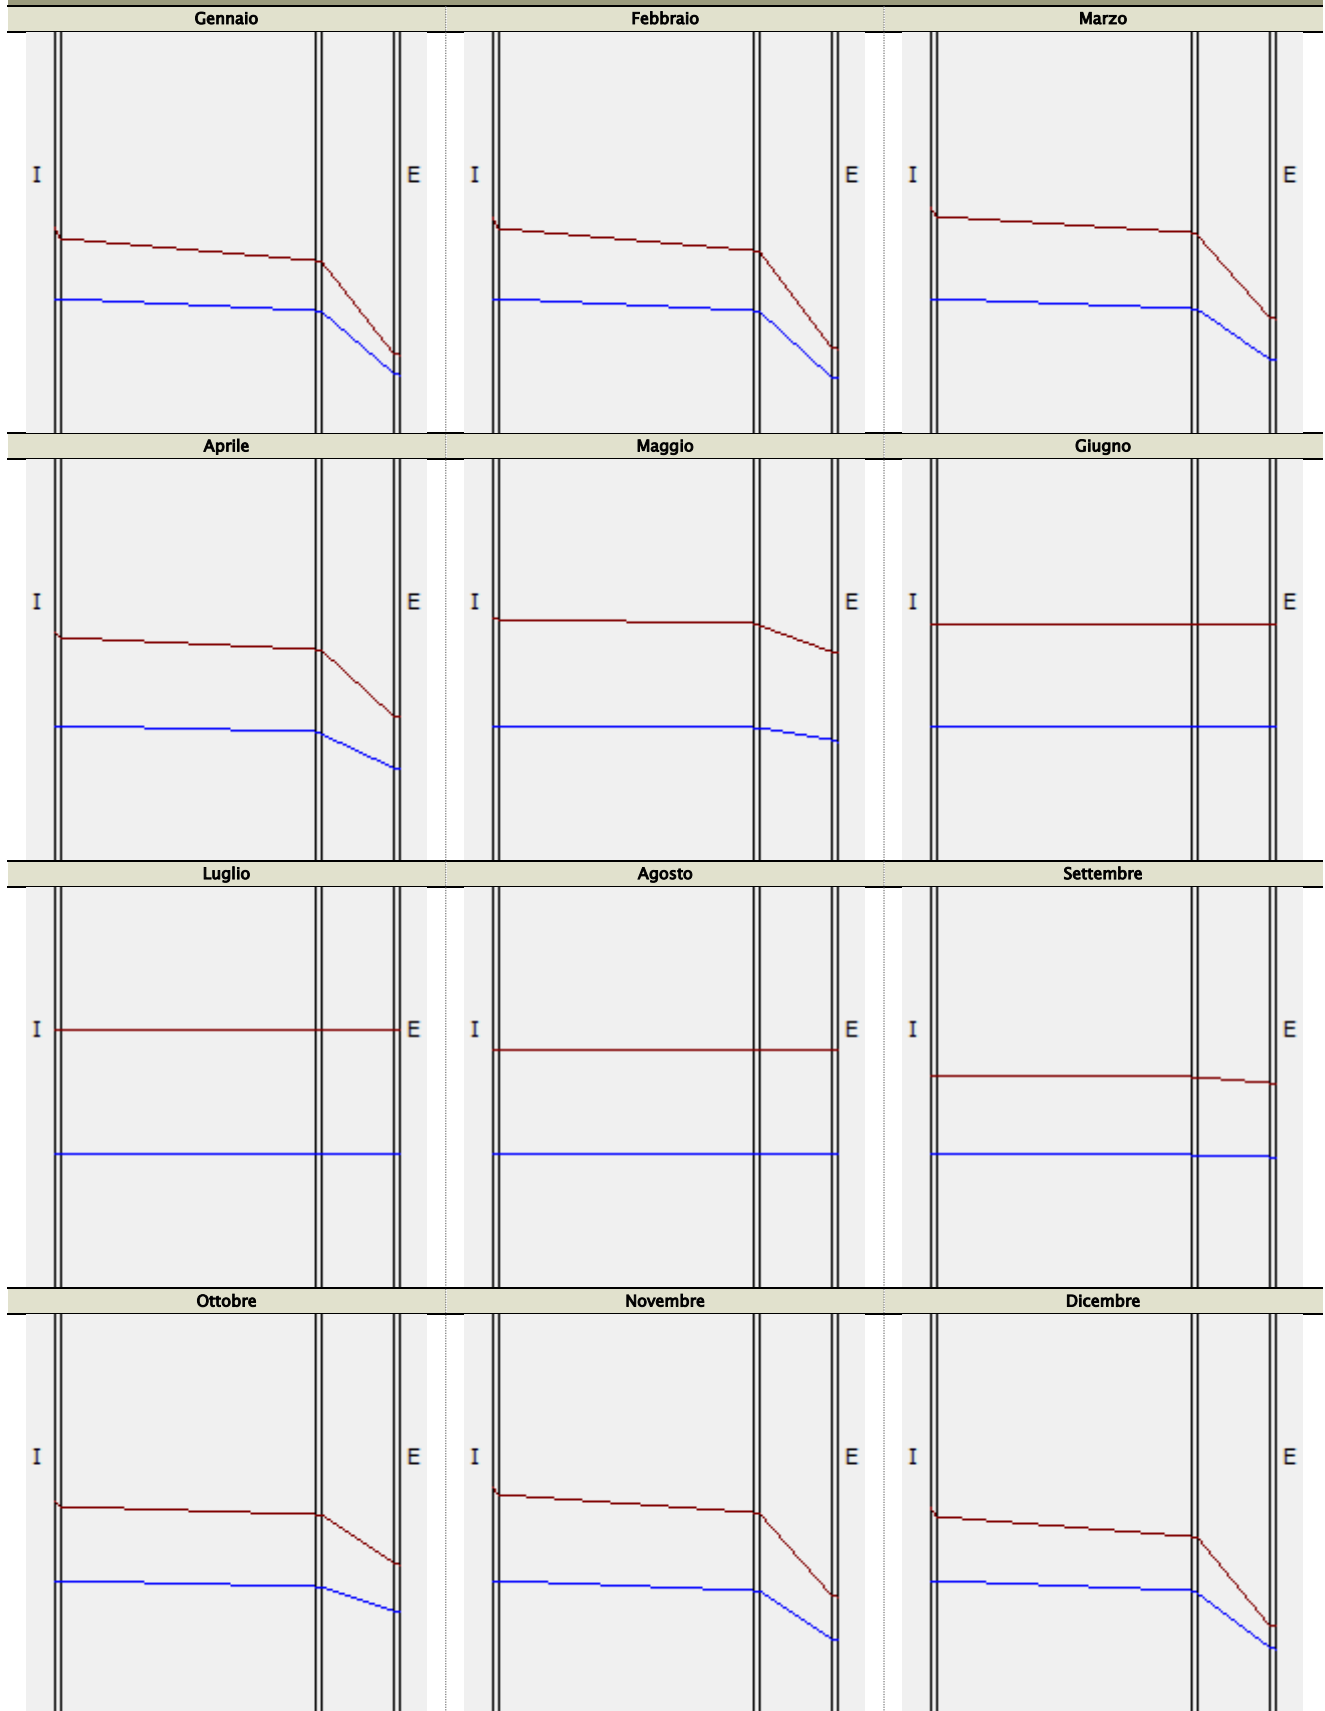 Gennaio Febbraio Marzo
I E I E I E
Aprile Maggio Giugno
I E I E I E
Luglio Agosto Settembre
I E I E I E
Ottobre Novembre Dicembre
I E I E I E